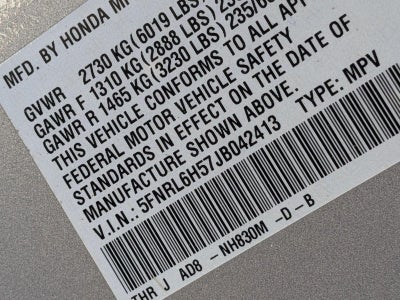 MFD. BY HONDA
GVWR 2730 KG(6019 LBS)
GAWR F 1310 KG(2888 LBS)
GAWR R 1465 KG(3230 LBS) 235/6
THIS VEHICLE CONFORMS TO ALL
FEDERAL MOTOR VEHICLE SAFETY
STANDARDS IN EFFECT ON THE DATE OF
MANUFACTURE SHOWN ABOVE.
V.I.N.: 5FNRL6H57JB042413 TYPE: MPV
THR J AD8 -NH830M -D-B